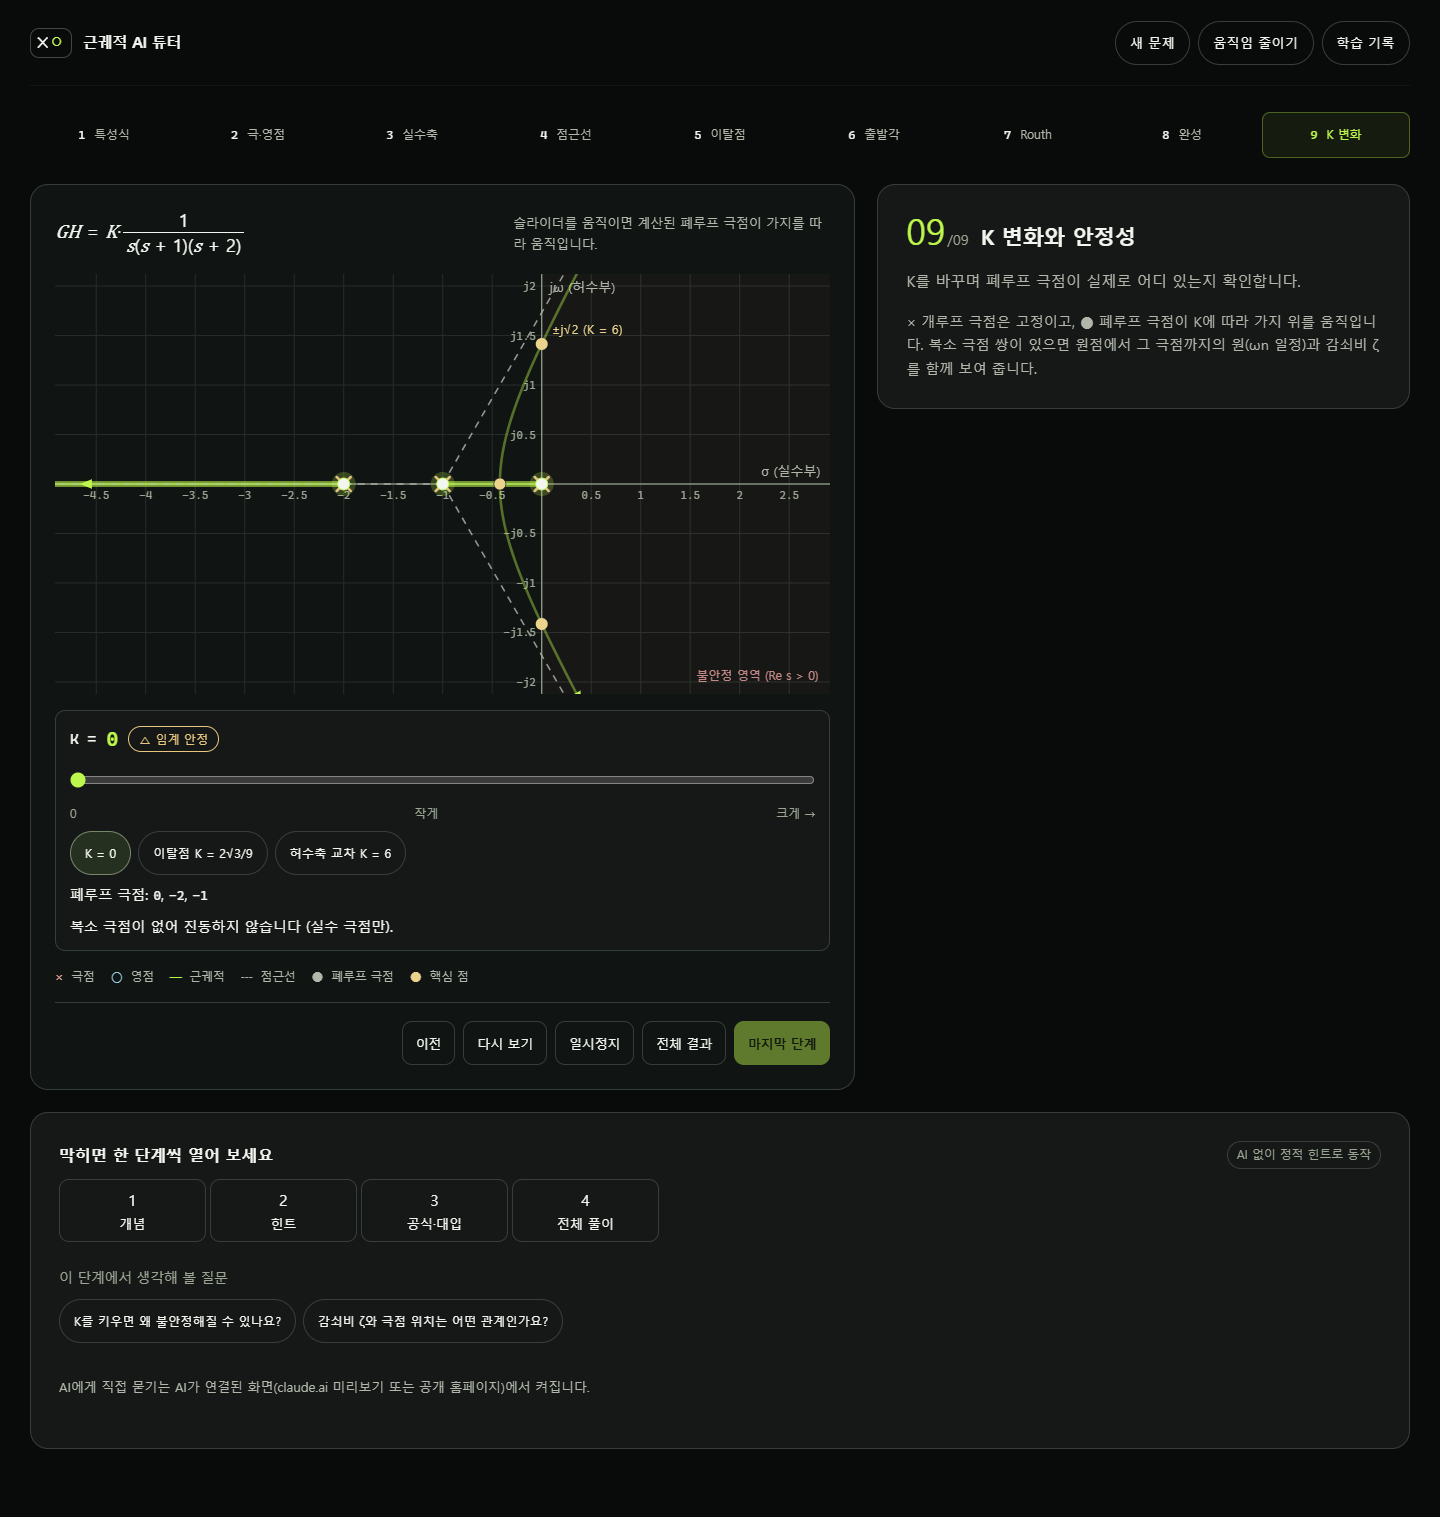 ×○ 근궤적 AI 튜터
새 문제
움직임 줄이기
학습 기록
1 특성식
2 극·영점
3 실수축
4 점근선
5 이탈점
6 출발각
7 Routh
8 완성
9 K 변화
GH = K·1/s(s + 1)(s + 2)
슬라이더를 움직이면 계산된 폐루프 극점이 가지를 따
라 움직입니다.
j2
jω (허수부)
j1.5
±j√2 (K = 6)
j1
j0.5
σ (실수부)
−4.5
−4
−3.5
−3
−2.5
−2
−1.5
−1
−0.5
0.5
1
1.5
2
2.5
−j0.5
−j1
−j1.5
−j2
불안정 영역 (Re s > 0)
K = 0
△ 임계 안정
0
작게
크게 →
K = 0
이탈점 K = 2√3/9
허수축 교차 K = 6
폐루프 극점: 0, −2, −1
복소 극점이 없어 진동하지 않습니다 (실수 극점만).
× 극점
○ 영점
— 근궤적
--- 점근선
● 폐루프 극점
● 핵심 점
이전
다시 보기
일시정지
전체 결과
마지막 단계
09/09 K 변화와 안정성
K를 바꾸며 폐루프 극점이 실제로 어디 있는지 확인합니다.
× 개루프 극점은 고정이고, ● 폐루프 극점이 K에 따라 가지 위를 움직입니
다. 복소 극점 쌍이 있으면 원점에서 그 극점까지의 원(ωn 일정)과 감쇠비 ζ
를 함께 보여 줍니다.
막히면 한 단계씩 열어 보세요
AI 없이 정적 힌트로 동작
1
개념
2
힌트
3
공식·대입
4
전체 풀이
이 단계에서 생각해 볼 질문
K를 키우면 왜 불안정해질 수 있나요?
감쇠비 ζ와 극점 위치는 어떤 관계인가요?
AI에게 직접 묻기는 AI가 연결된 화면(claude.ai 미리보기 또는 공개 홈페이지)에서 켜집니다.